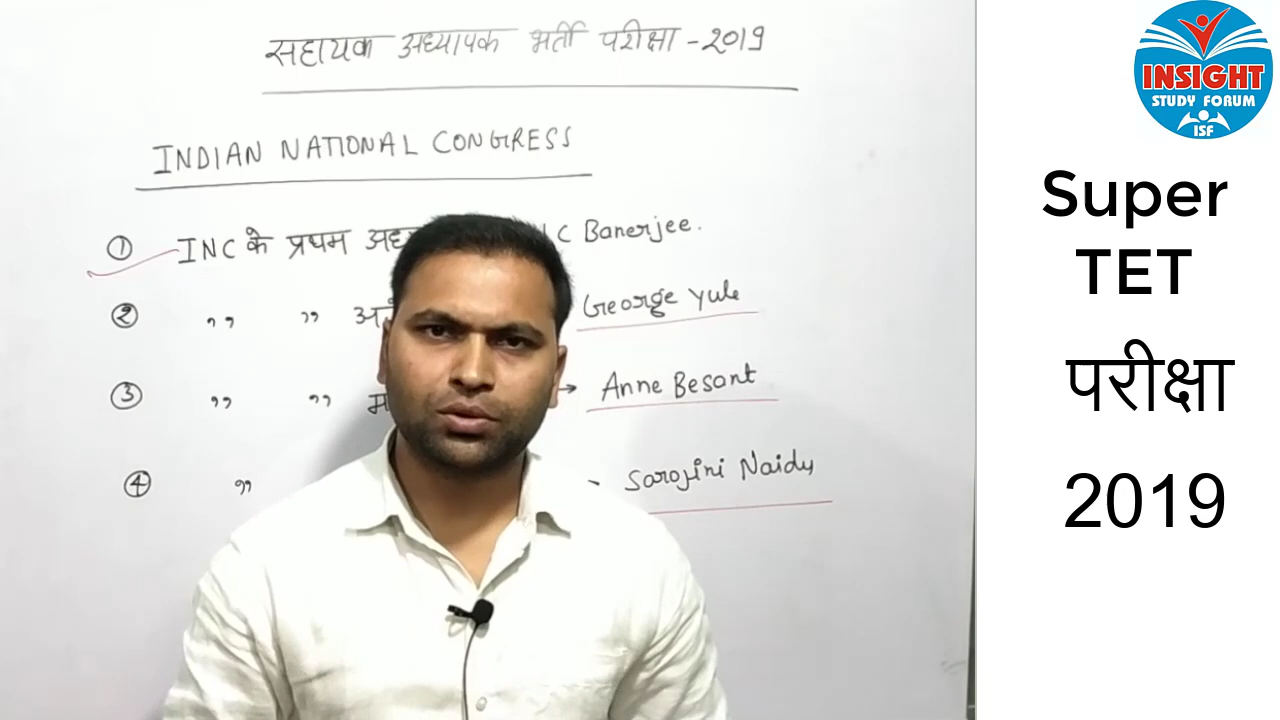 सहायक अध्यापक भर्ती परीक्षा - 2019
INDIAN NATIONAL CONGRESS
① INC के प्रथम C Banerjee.
② " " George Yule
③ " " → Anne Besant
④ " - Sarojini Naidu
INSIGHT
STUDY FORUM
ISF
Super
TET
परीक्षा
2019